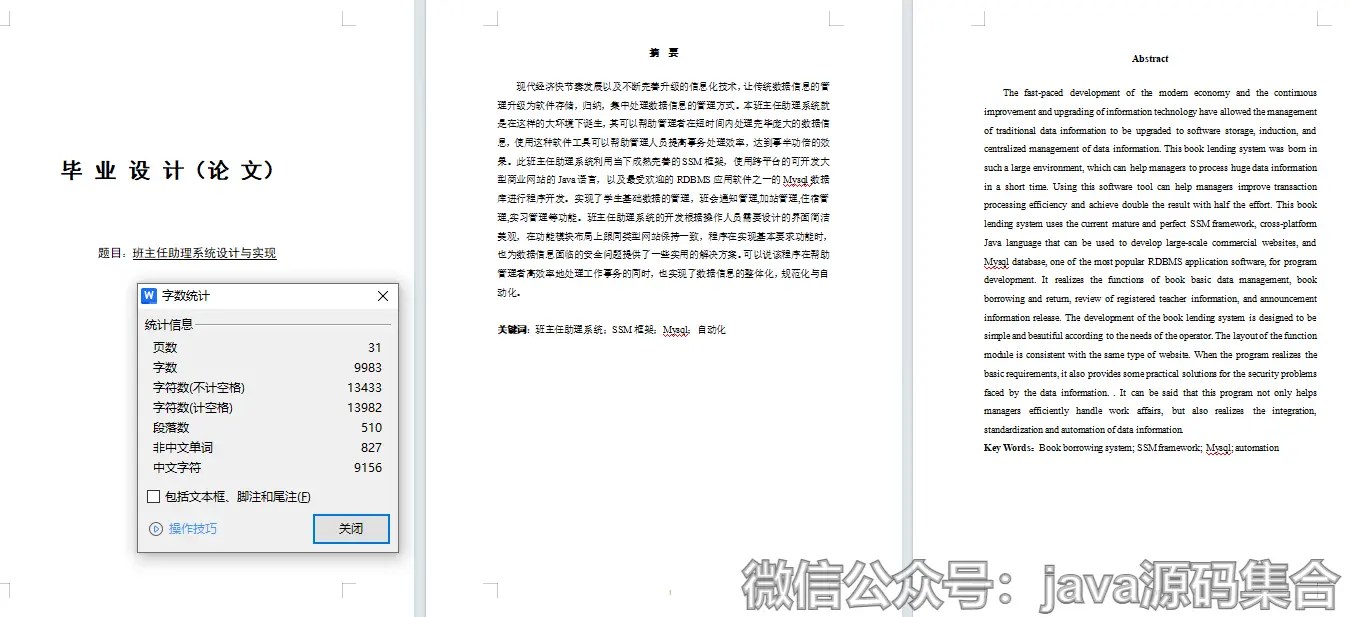 毕 业 设 计（论 文）
题目：班主任助理系统设计与实现
字数统计
统计信息
页数 31
字数 9983
字符数(不计空格) 13433
字符数(计空格) 13982
段落数 510
非中文单词 827
中文字符 9156
包括文本框、脚注和尾注(F)
操作技巧
关闭
摘 要
现代经济快节奏发展以及不断完善升级的信息化技术，让传统数据信息的管
理升级为软件存储，归纳，集中处理数据信息的管理方式。本班主任助理系统就
是在这样的大环境下诞生，其可以帮助管理者在短时间内处理完毕庞大的数据信
息，使用这种软件工具可以帮助管理人员提高事务处理效率，达到事半功倍的效
果。此班主任助理系统利用当下成熟完善的 SSM 框架，使用跨平台的可开发大
型商业网站的 Java 语言，以及最受欢迎的 RDBMS 应用软件之一的 Mysql 数据
库进行程序开发。实现了学生基础数据的管理，班会通知管理,加站管理,住宿管
理,实习管理等功能。班主任助理系统的开发根据操作人员需要设计的界面简洁
美观，在功能模块布局上跟同类型网站保持一致，程序在实现基本要求功能时，
也为数据信息面临的安全问题提供了一些实用的解决方案。可以说该程序在帮助
管理者高效率地处理工作事务的同时，也实现了数据信息的整体化，规范化与自
动化。
关键词：班主任助理系统；SSM 框架；Mysql；自动化
Abstract
The fast-paced development of the modern economy and the continuous
improvement and upgrading of information technology have allowed the management
of traditional data information to be upgraded to software storage, induction, and
centralized management of data information. This book lending system was born in
such a large environment, which can help managers to process huge data information
in a short time. Using this software tool can help managers improve transaction
processing efficiency and achieve double the result with half the effort. This book
lending system uses the current mature and perfect SSM framework, cross-platform
Java language that can be used to develop large-scale commercial websites, and
Mysql database, one of the most popular RDBMS application software, for program
development. It realizes the functions of book basic data management, book
borrowing and return, review of registered teacher information, and announcement
information release. The development of the book lending system is designed to be
simple and beautiful according to the needs of the operator. The layout of the function
module is consistent with the same type of website. When the program realizes the
basic requirements, it also provides some practical solutions for the security problems
faced by the data information. . It can be said that this program not only helps
managers efficiently handle work affairs, but also realizes the integration,
standardization and automation of data information.
Key Words：Book borrowing system; SSM framework; Mysql; automation
微信公众号：java源码集合